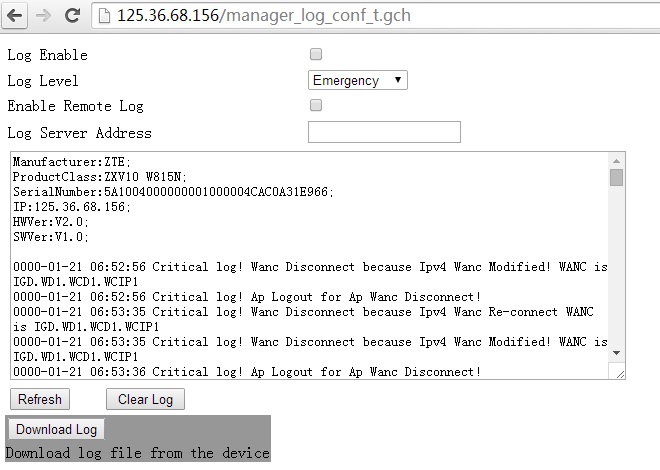 125.36.68.156/manager_log_conf_t.gch
Log Enable
Log Level Emergency
Enable Remote Log
Log Server Address
Manufacturer:ZTE;
ProductClass:ZXV10 W815N;
SerialNumber:5A1004000000001000004CAC0A31E966;
IP:125.36.68.156;
HWVer:V2.0;
SWVer:V1.0;
0000-01-21 06:52:56 Critical log! Wanc Disconnect because Ipv4 Wanc Modified! WANC is
IGD.WD1.WCD1.WCIP1
0000-01-21 06:52:56 Critical log! Ap Logout for Ap Wanc Disconnect!
0000-01-21 06:53:35 Critical log! Wanc Disconnect because Ipv4 Wanc Re-connect WANC
is IGD.WD1.WCD1.WCIP1
0000-01-21 06:53:35 Critical log! Wanc Disconnect because Ipv4 Wanc Modified! WANC is
IGD.WD1.WCD1.WCIP1
0000-01-21 06:53:36 Critical log! Ap Logout for Ap Wanc Disconnect!
Refresh Clear Log
Download Log
Download log file from the device